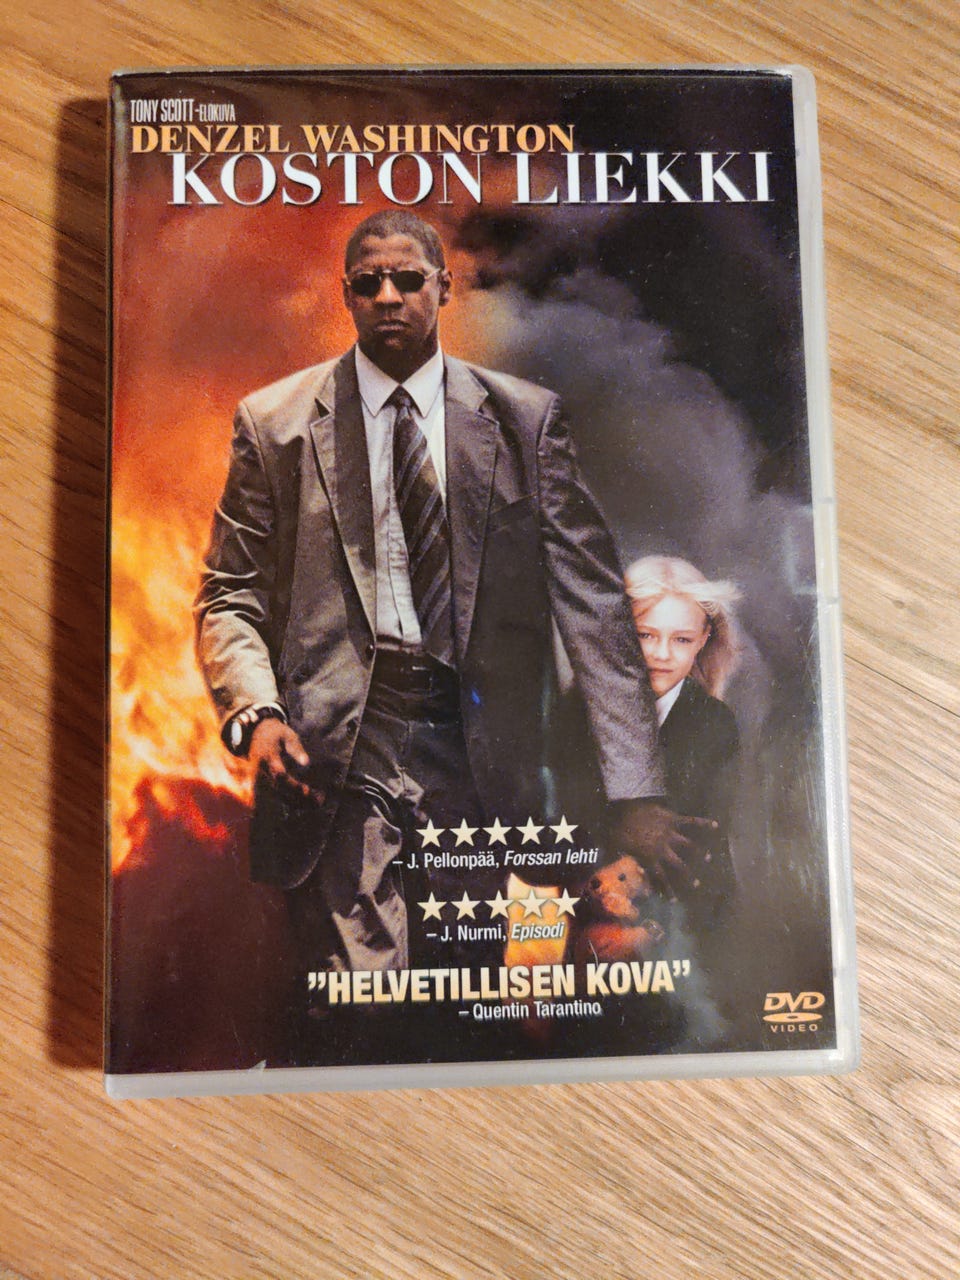 TONY SCOTT-ELOKUVA
DENZEL WASHINGTON
KOSTON LIEKKI
– J. Pellonpää, Forssan lehti
– J. Nurmi, Episodi
”HELVETILLISEN KOVA”
– Quentin Tarantino
DVD
VIDEO